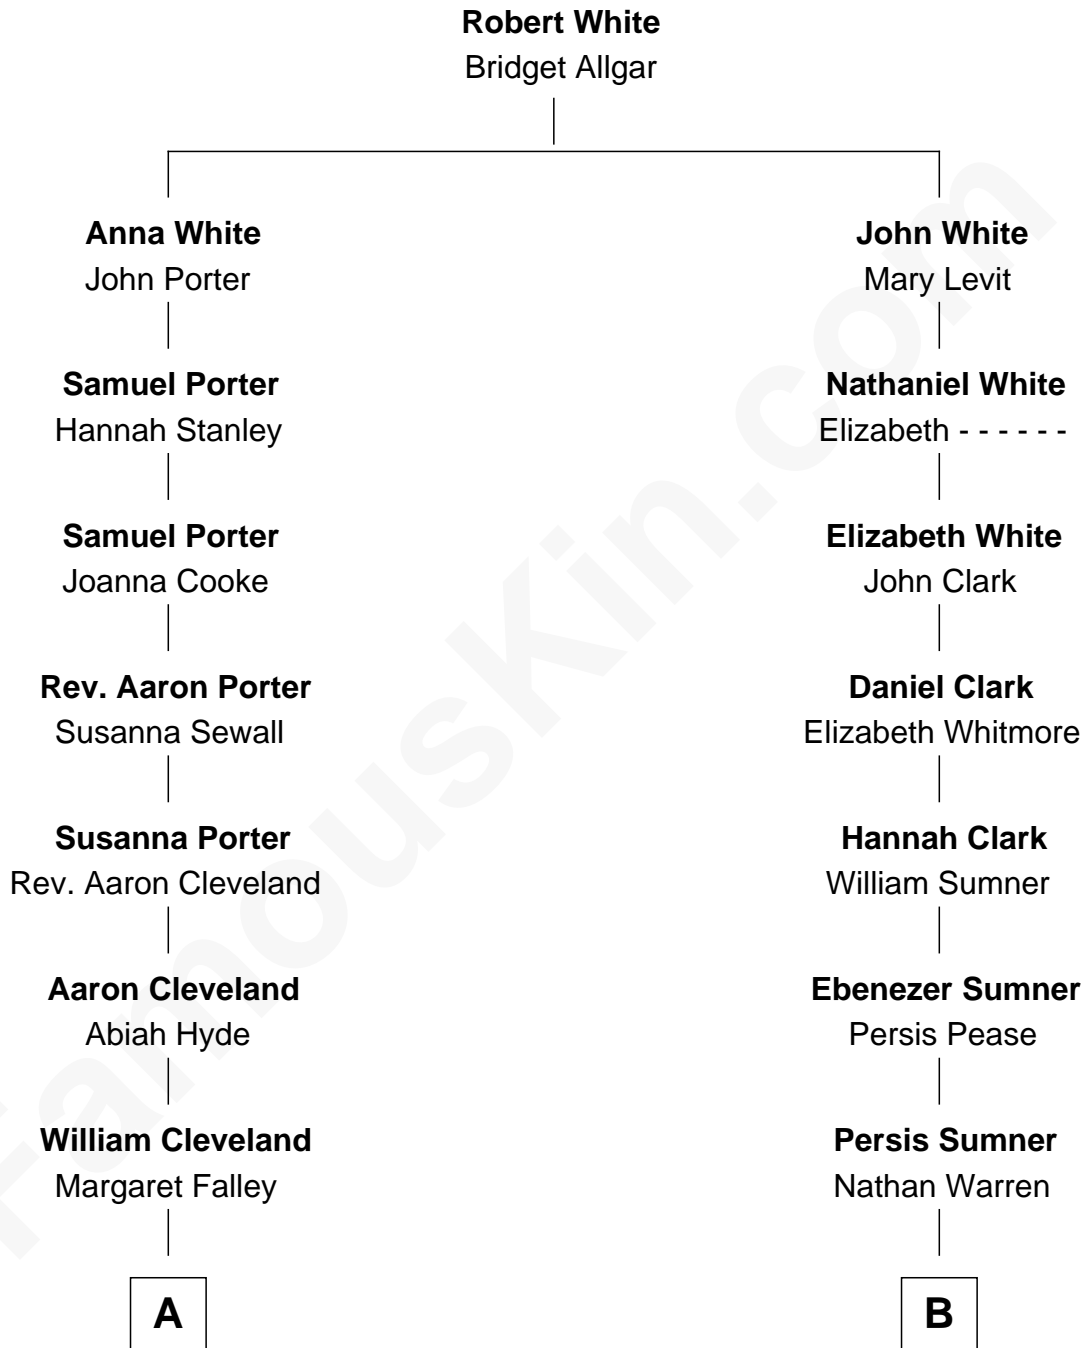 Robert White
Bridget Allgar
Anna White
John Porter
Samuel Porter
Hannah Stanley
Samuel Porter
Joanna Cooke
Rev. Aaron Porter
Susanna Sewall
Susanna Porter
Rev. Aaron Cleveland
Aaron Cleveland
Abiah Hyde
William Cleveland
Margaret Falley
A
John White
Mary Levit
Nathaniel White
Elizabeth - - - - - -
Elizabeth White
John Clark
Daniel Clark
Elizabeth Whitmore
Hannah Clark
William Sumner
Ebenezer Sumner
Persis Pease
Persis Sumner
Nathan Warren
B
FamousKin.com